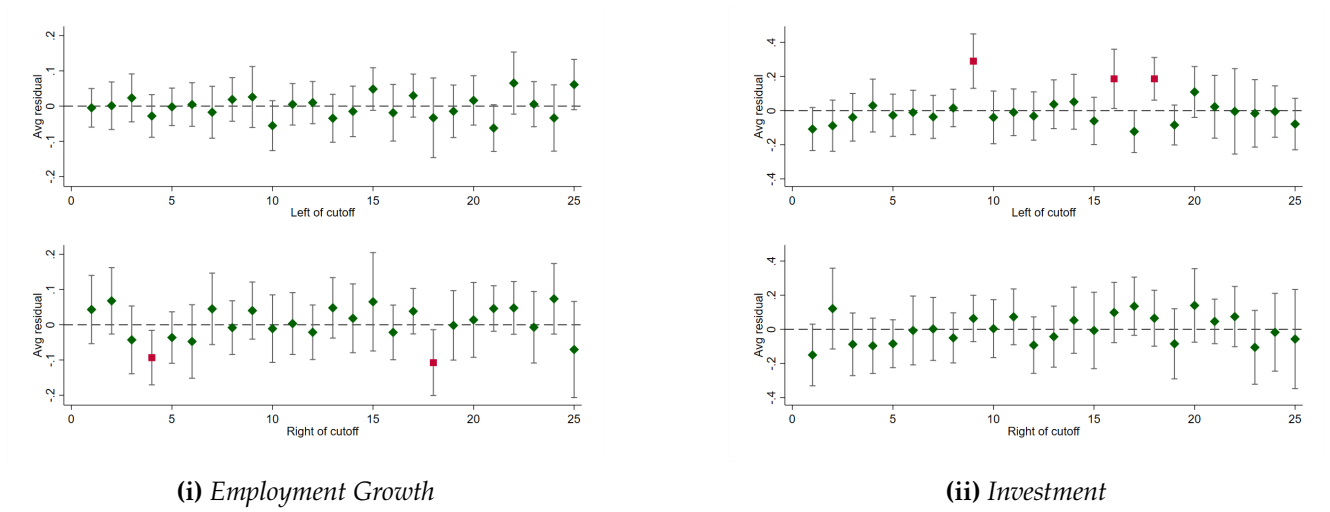 Avg residual
.2
.1
0
-.1
-.2
0 5 10 15 20 25
Left of cutoff
Avg residual
.2
.1
0
-.1
-.2
0 5 10 15 20 25
Right of cutoff
(i) Employment Growth
Avg residual
.4
.2
0
-.2
-.4
0 5 10 15 20 25
Left of cutoff
Avg residual
.4
.2
0
-.2
-.4
0 5 10 15 20 25
Right of cutoff
(ii) Investment